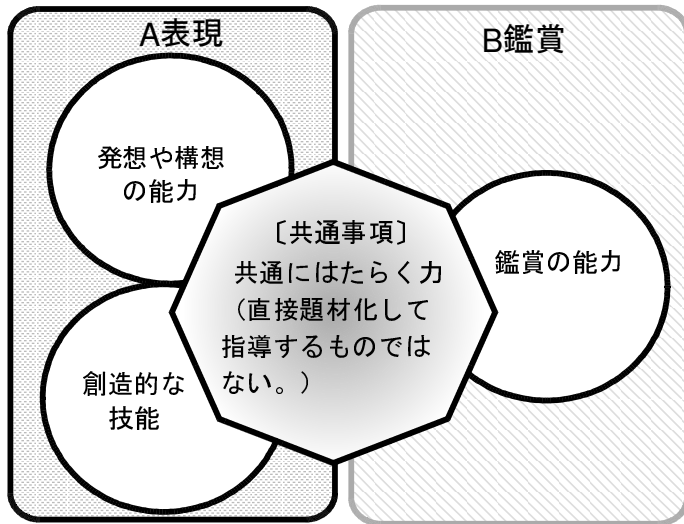 A表現
発想や構想
の能力
創造的な
技能
〔共通事項〕
共通にはたらく力
(直接題材化して
指導するものでは
ない。)
B鑑賞
鑑賞の能力